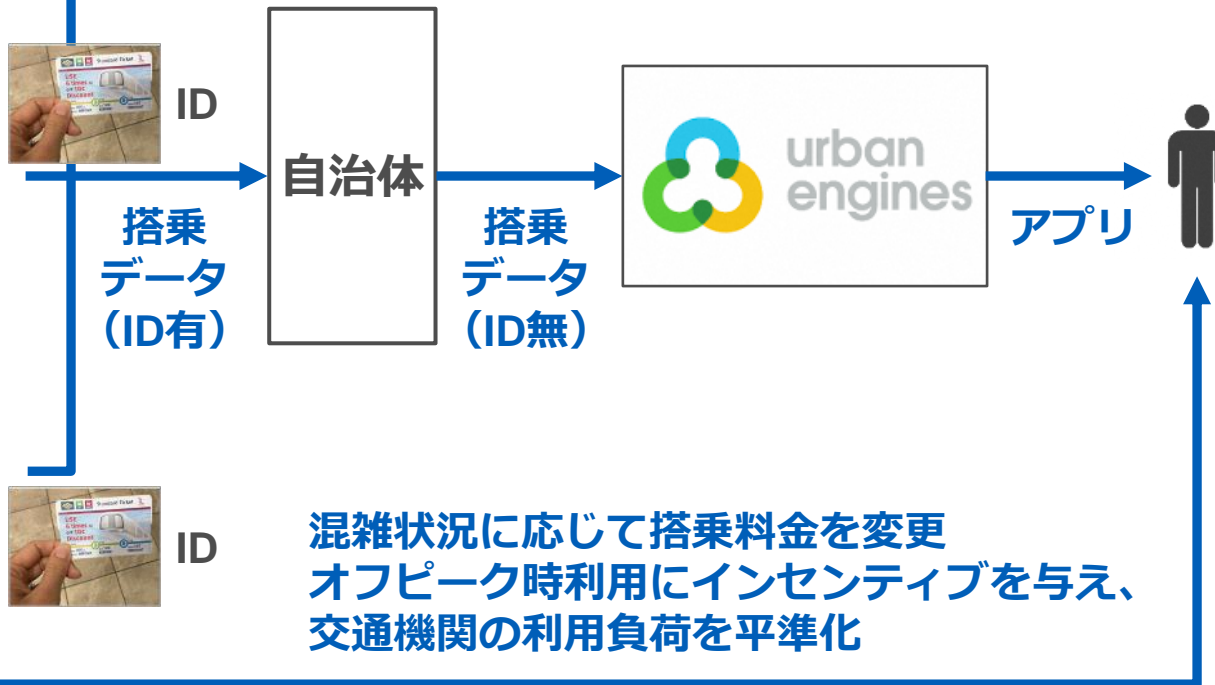 ID
自治体
urban
engines
搭乗
データ
（ID有）
搭乗
データ
（ID無）
アプリ
ID
混雑状況に応じて搭乗料金を変更
オフピーク時利用にインセンティブを与え、
交通機関の利用負荷を平準化